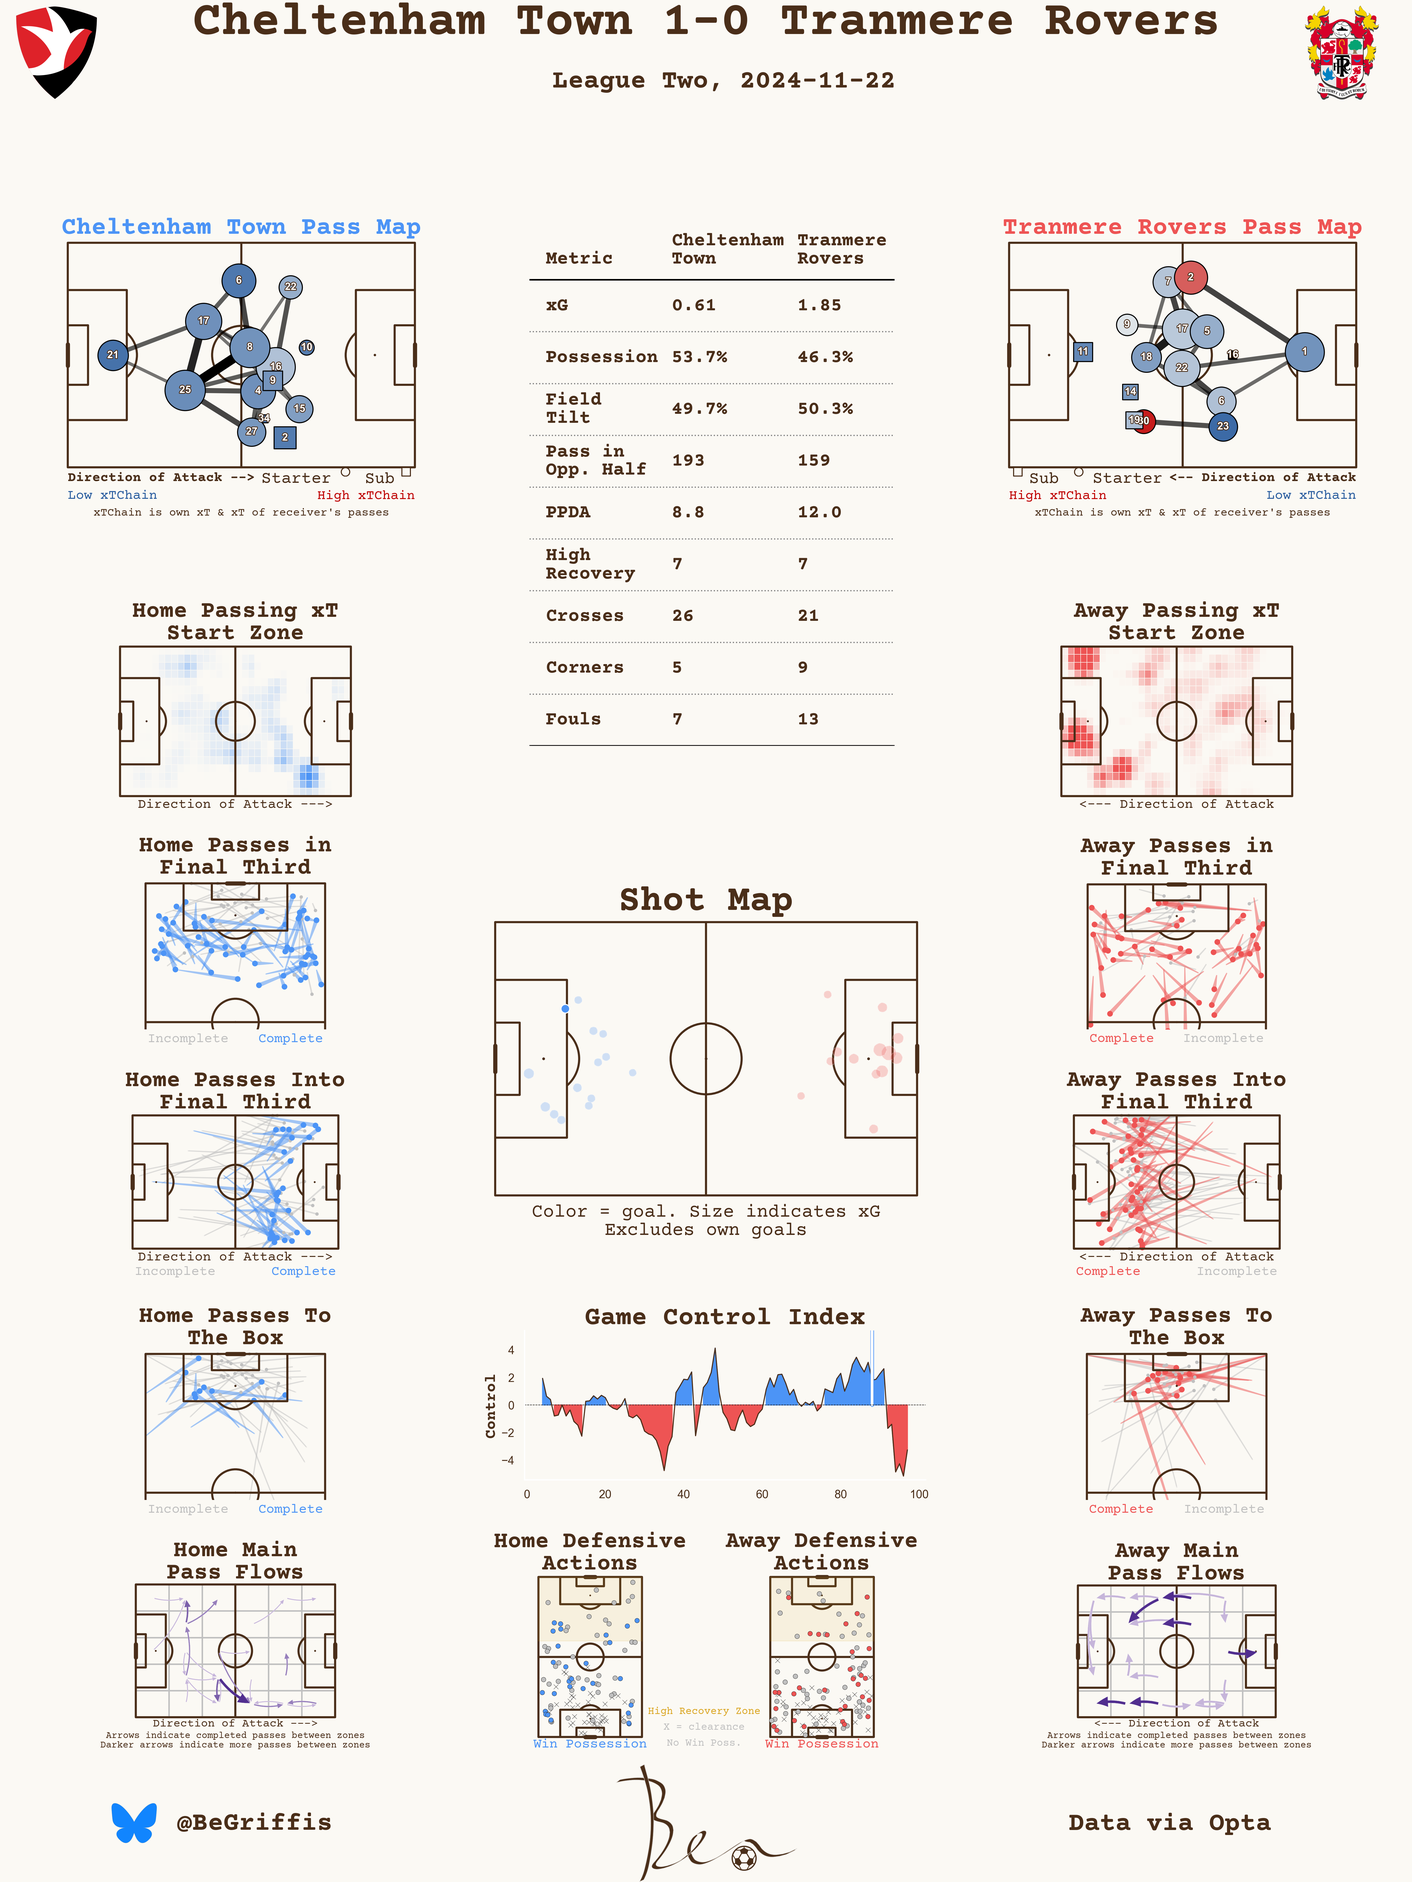 Cheltenham Town 1-0 Tranmere Rovers
League Two, 2024-11-22
Cheltenham Town Pass Map
6
22
17
8
10
21
16
9
25
4
15
34
27
2
Direction of Attack --> Starter Sub
Low xTChain High xTChain
xTChain is own xT & xT of receiver's passes
Metric Cheltenham Town Tranmere Rovers
xG 0.61 1.85
Possession 53.7% 46.3%
Field Tilt 49.7% 50.3%
Pass in Opp. Half 193 159
PPDA 8.8 12.0
High Recovery 7 7
Crosses 26 21
Corners 5 9
Fouls 7 13
Tranmere Rovers Pass Map
7
2
9
17
5
11
18
16
1
22
14
6
19
30
23
Sub Starter <-- Direction of Attack
High xTChain Low xTChain
xTChain is own xT & xT of receiver's passes
Home Passing xT
Start Zone
Direction of Attack --->
Away Passing xT
Start Zone
<--- Direction of Attack
Home Passes in
Final Third
Incomplete Complete
Away Passes in
Final Third
Complete Incomplete
Shot Map
Color = goal. Size indicates xG
Excludes own goals
Home Passes Into
Final Third
Direction of Attack --->
Incomplete Complete
Away Passes Into
Final Third
<--- Direction of Attack
Complete Incomplete
Home Passes To
The Box
Incomplete Complete
Game Control Index
Control
4
2
0
−2
−4
0 20 40 60 80 100
Away Passes To
The Box
Complete Incomplete
Home Main
Pass Flows
Direction of Attack --->
Arrows indicate completed passes between zones
Darker arrows indicate more passes between zones
Home Defensive
Actions
Win Possession
High Recovery Zone
X = clearance
No Win Poss.
Away Defensive
Actions
Win Possession
Away Main
Pass Flows
<--- Direction of Attack
Arrows indicate completed passes between zones
Darker arrows indicate more passes between zones
@BeGriffis
Ben
Data via Opta